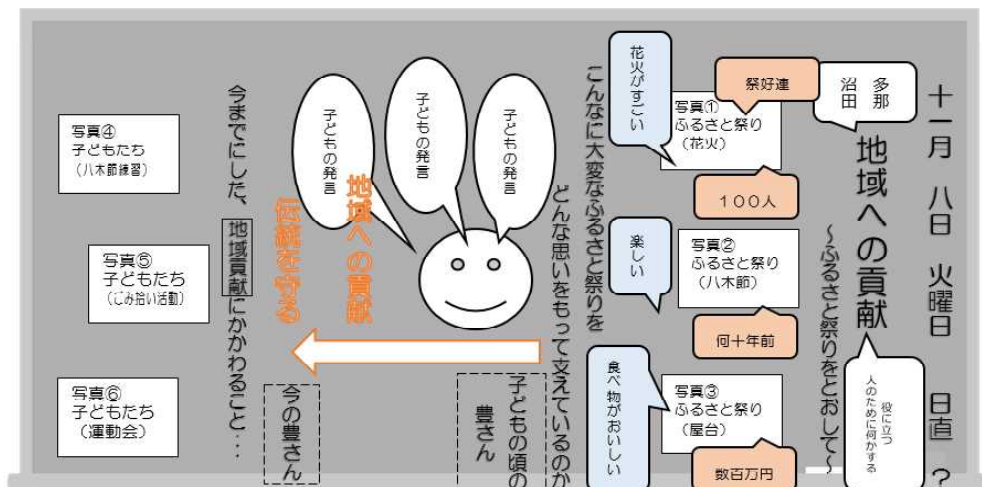 十一月　八日　火曜日　　日直　？
多那
沼田
地域への貢献
役に立つ
人のために何かする
～ふるさと祭りをとおして～
祭好連
写真①
ふるさと祭り
（花火）
花火がすごい
１００人
写真②
ふるさと祭り
（八木節）
楽しい
何十年前
写真③
ふるさと祭り
（屋台）
食べ物がおいしい
数百万円
こんなに大変なふるさと祭りを
どんな思いをもって支えているのか
子どもの発言
子どもの発言
子どもの発言
子どもの頃の
豊さん
地域への貢献
伝統を守る
今の豊さん
今までにした、地域貢献にかかわること・・・
写真④
子どもたち
（八木節練習）
写真⑤
子どもたち
（ごみ拾い活動）
写真⑥
子どもたち
（運動会）